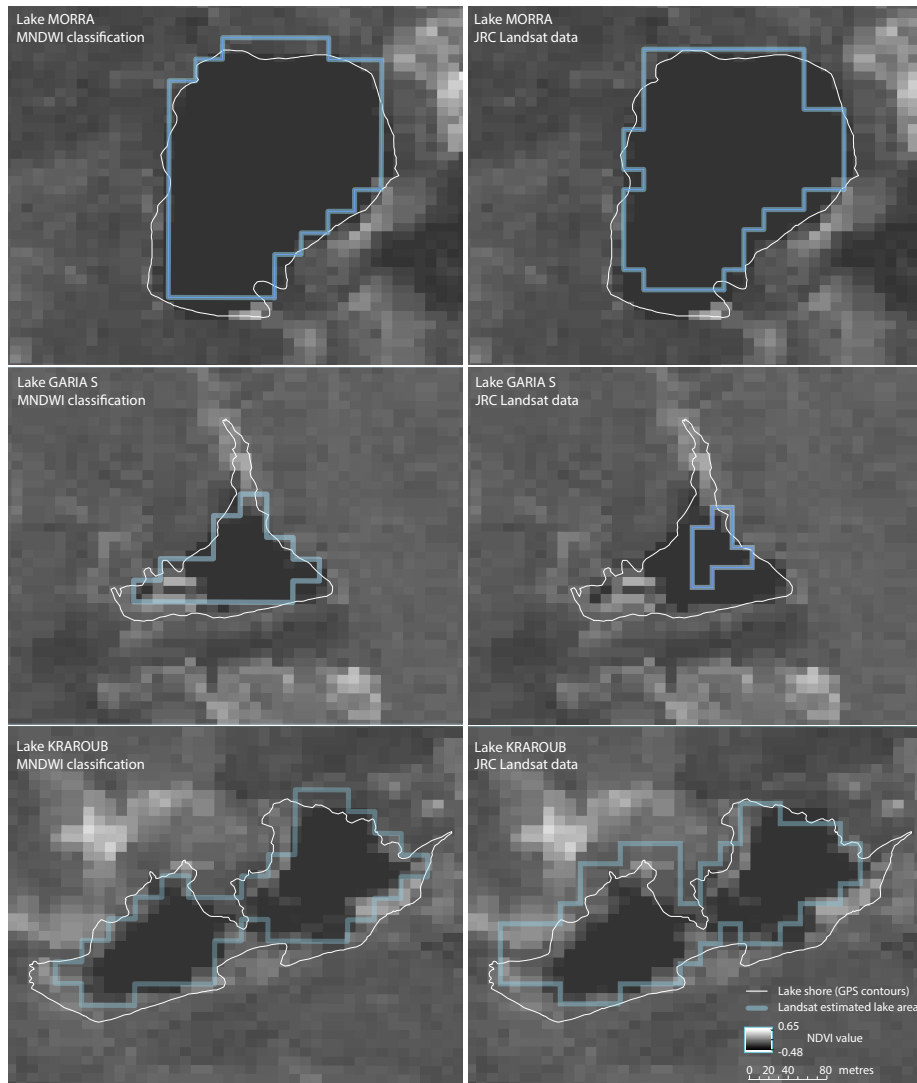 Lake MORRA
MNDWI classification
Lake MORRA
JRC Landsat data
Lake GARIA S
MNDWI classification
Lake GARIA S
JRC Landsat data
Lake KRAROUB
MNDWI classification
Lake KRAROUB
JRC Landsat data
Lake shore (GPS contours)
Landsat estimated lake area
0.65
NDVI value
-0.48
0 20 40 80 metres